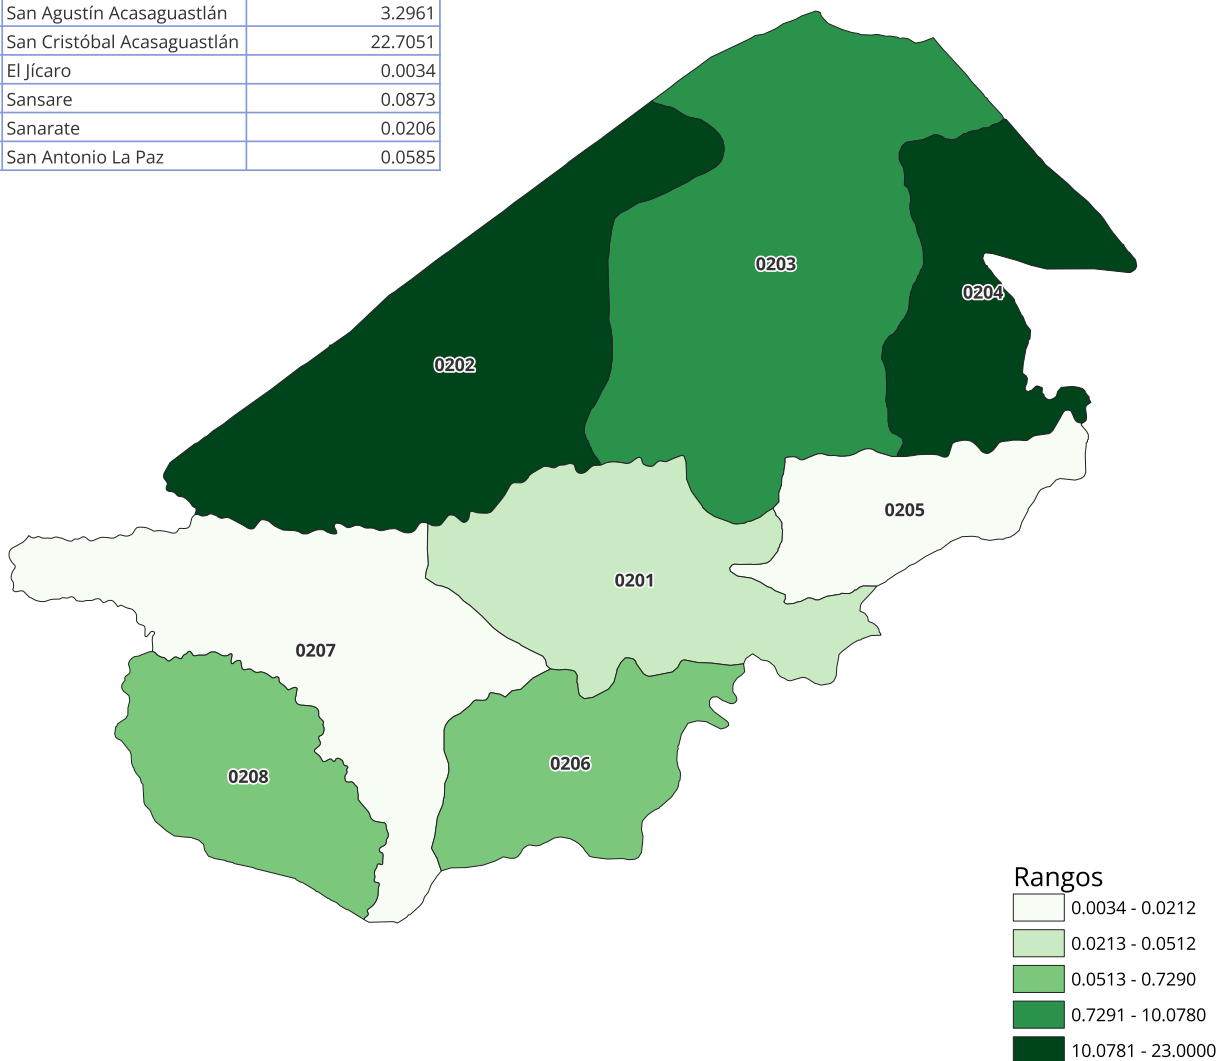 San Agustín Acasaguastlán 3.2961
San Cristóbal Acasaguastlán 22.7051
El Jícaro 0.0034
Sansare 0.0873
Sanarate 0.0206
San Antonio La Paz 0.0585
0203
0204
0202
0205
0201
0207
0206
0208
Rangos
0.0034 - 0.0212
0.0213 - 0.0512
0.0513 - 0.7290
0.7291 - 10.0780
10.0781 - 23.0000